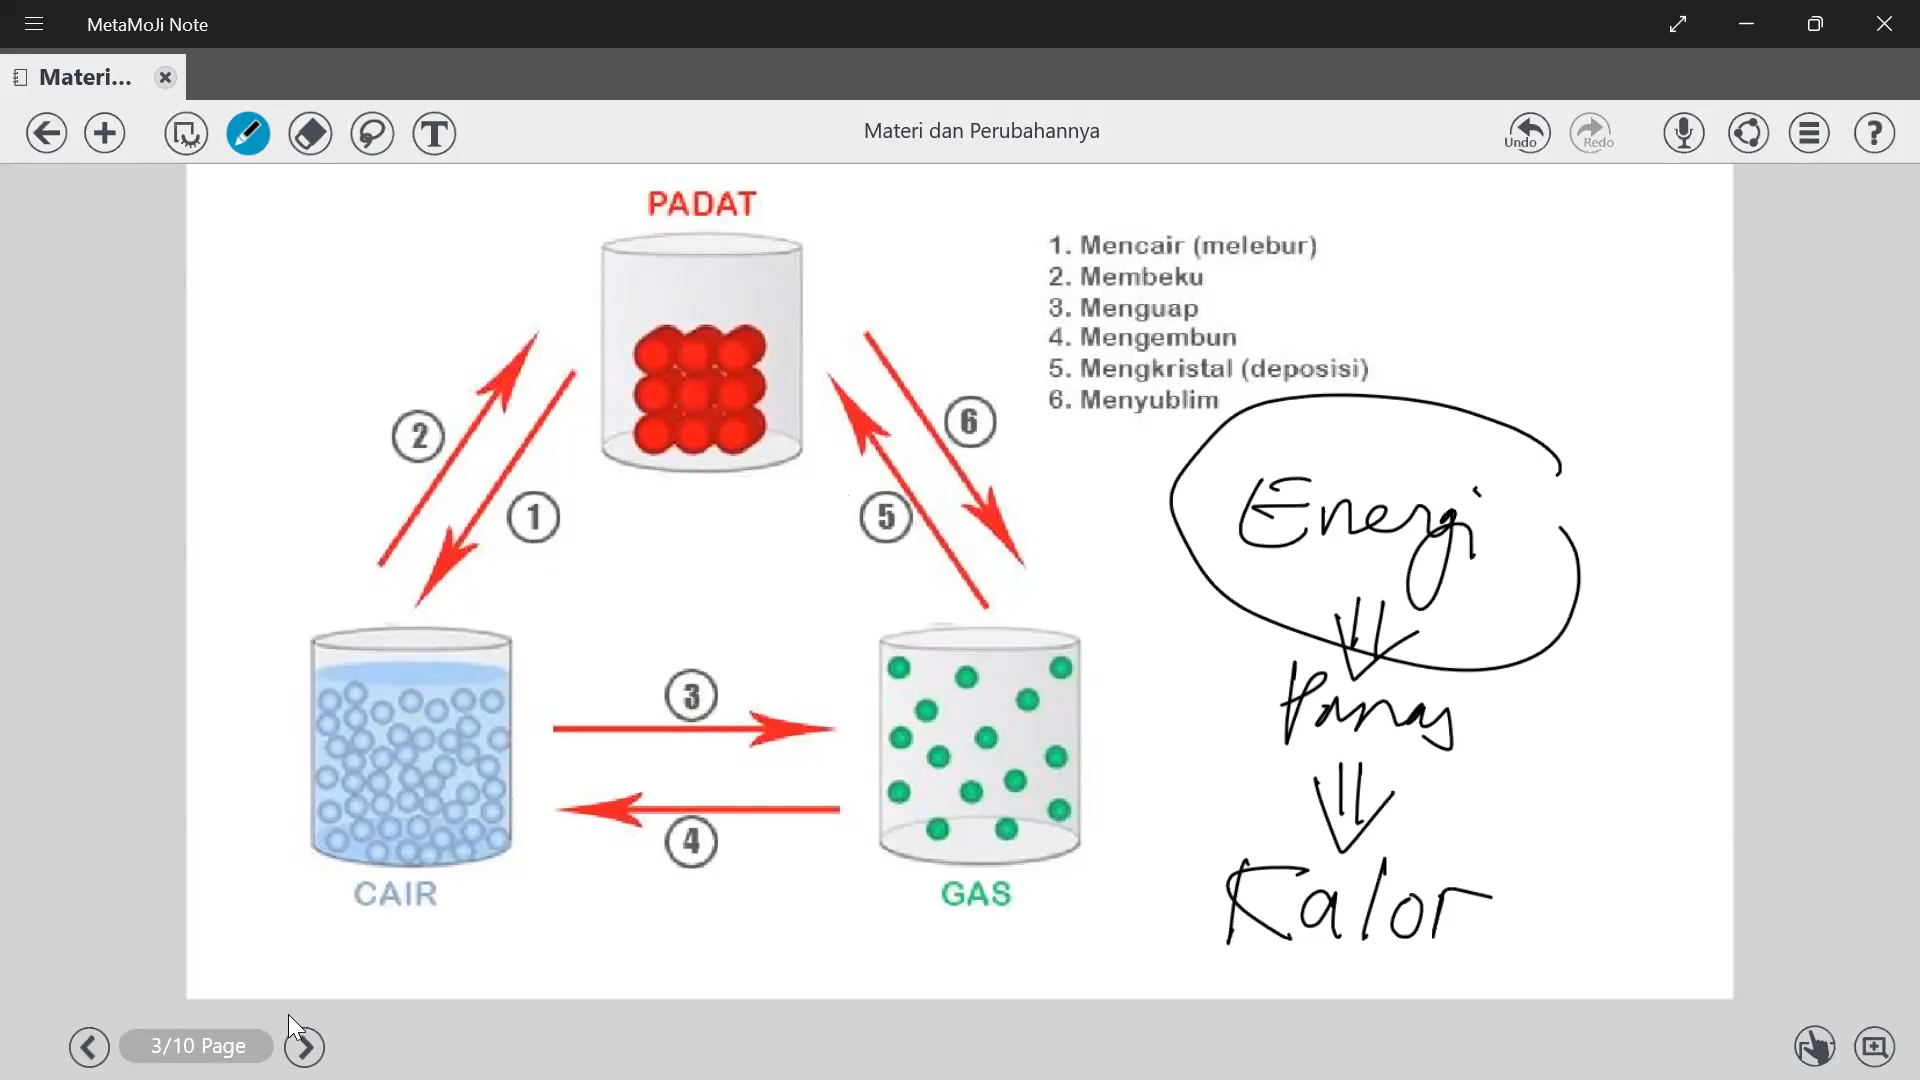 MetaMoJi Note
Materi...
Materi dan Perubahannya
Undo
Redo
PADAT
1. Mencair (melebur)
2. Membeku
3. Menguap
4. Mengembun
5. Mengkristal (deposisi)
6. Menyublim
2
1
6
5
Energi
Panas
3
4
Kalor
CAIR
GAS
3/10 Page